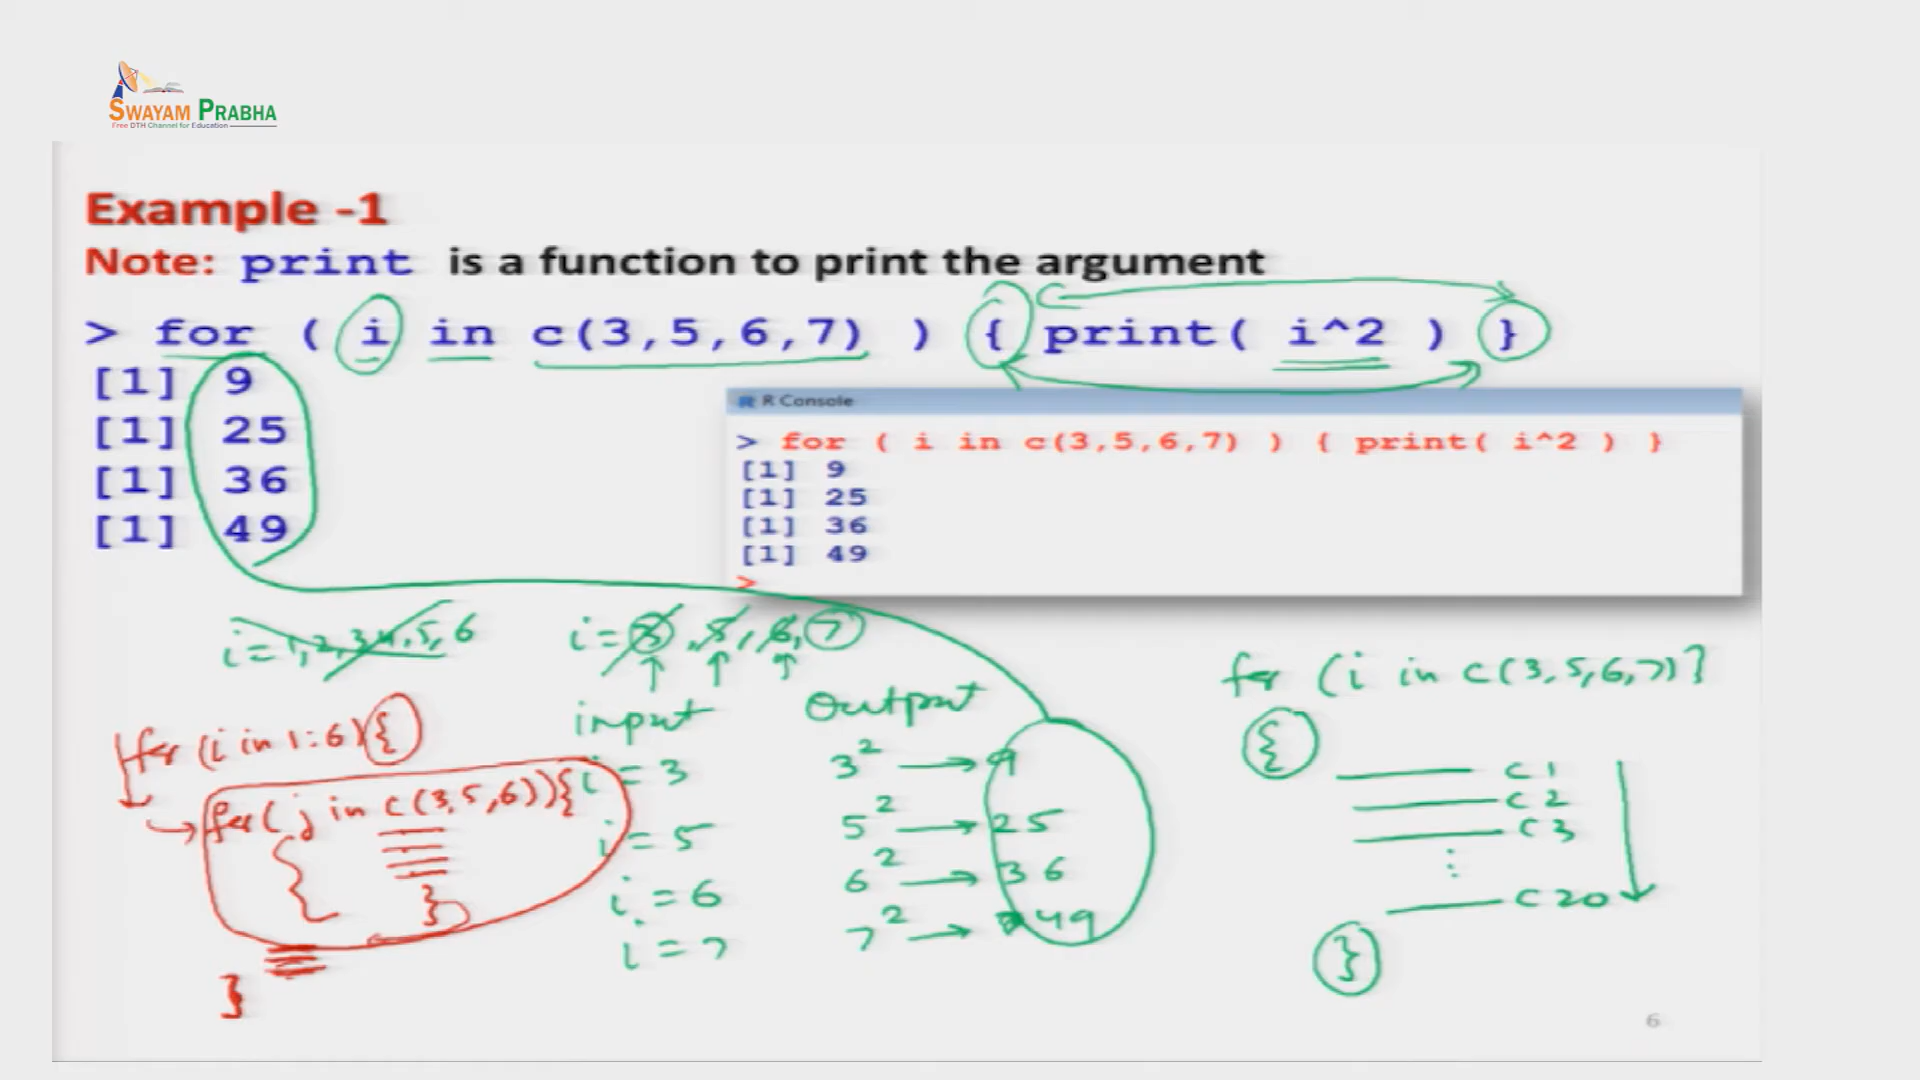 SWAYAM PRABHA
Free DTH Channel for Education
Example -1
Note: print is a function to print the argument
> for ( i in c(3,5,6,7) ) { print( i^2 ) }
[1] 9
[1] 25
[1] 36
[1] 49
R Console
> for ( i in c(3,5,6,7) ) { print( i^2 ) }
[1] 9
[1] 25
[1] 36
[1] 49
>
i = 1, 2, 3, 4, 5, 6
i = 3, 5, 6, 7
input output
i = 3 3² → 9
i = 5 5² → 25
i = 6 6² → 36
i = 7 7² → 49
for (i in 1:6) {
for( j in c(3,5,6)){
}
}
for (i in c(3,5,6,7)]
{
c1
c2
c3
⋮
c20
}
6